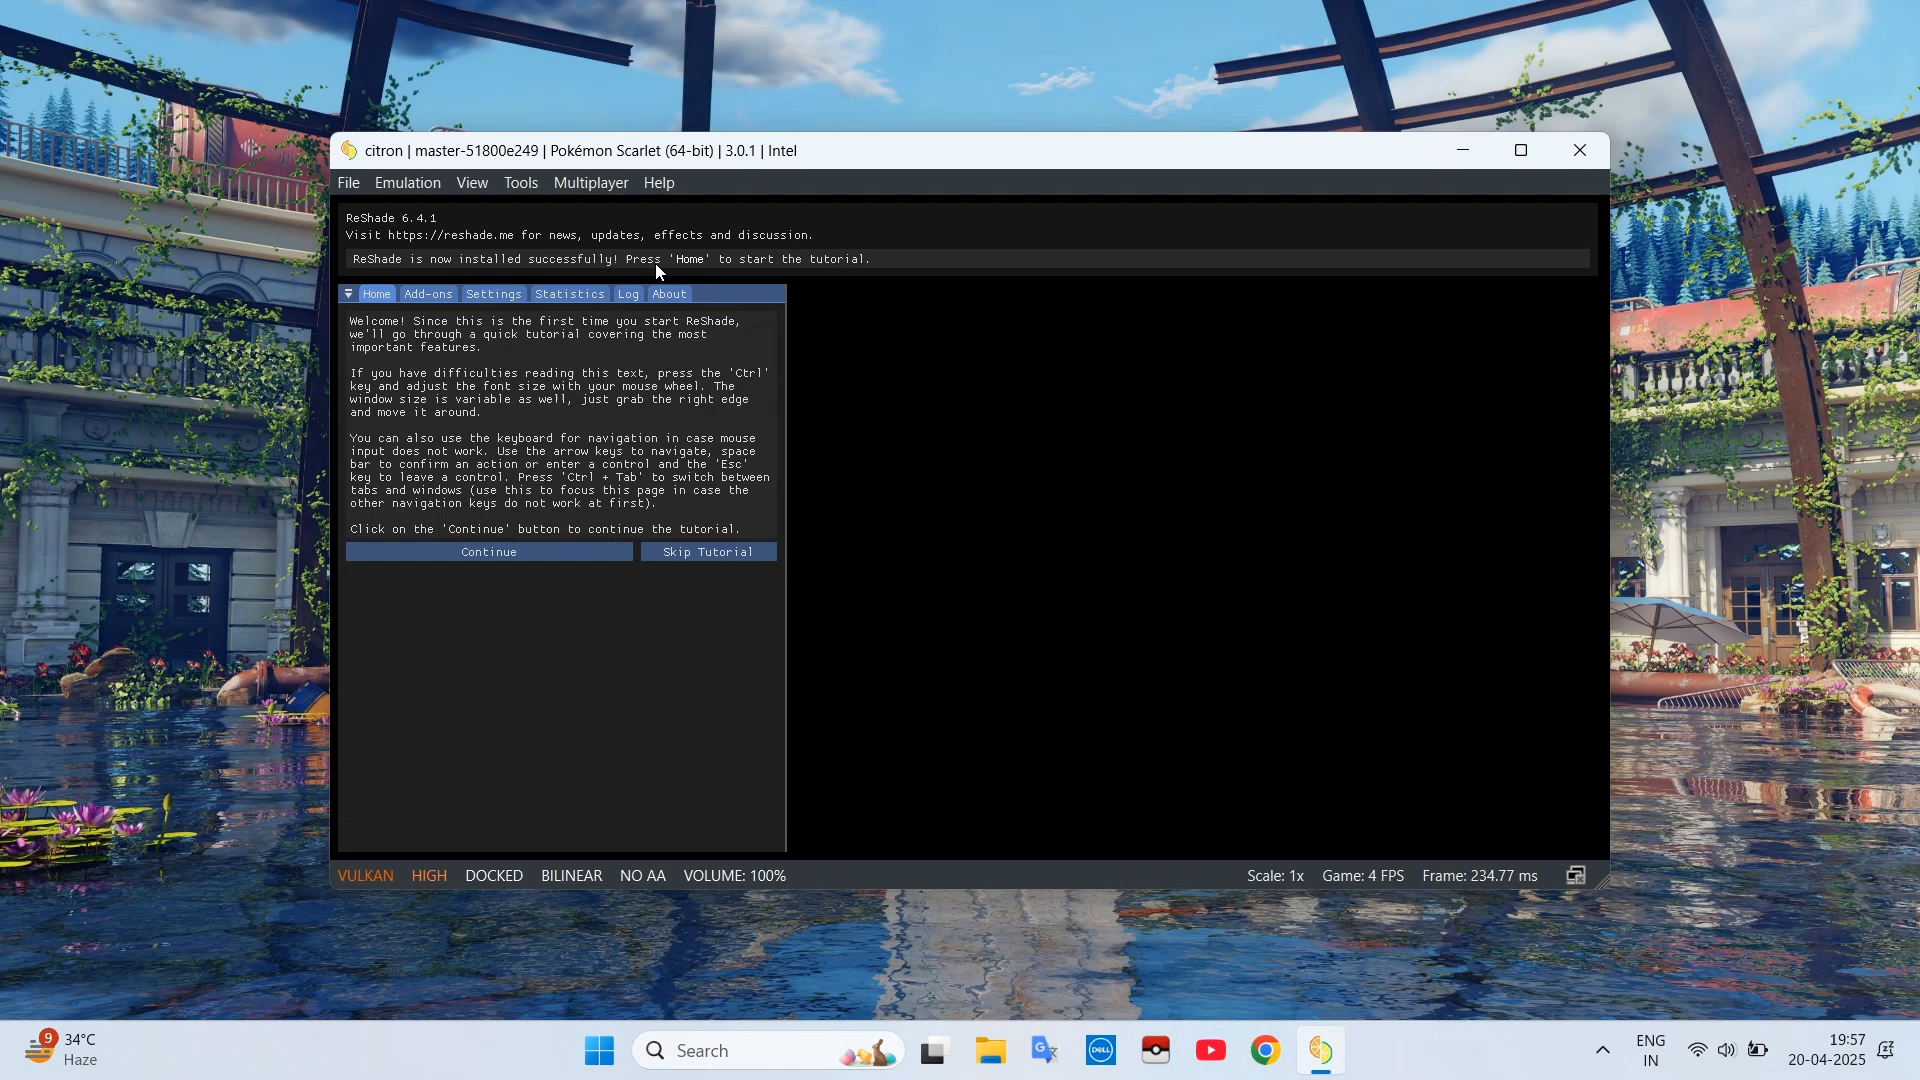 citron | master-51800e249 | Pokémon Scarlet (64-bit) | 3.0.1 | Intel
File Emulation View Tools Multiplayer Help
ReShade 6.4.1
Visit https://reshade.me for news, updates, effects and discussion.
ReShade is now installed successfully! Press 'Home' to start the tutorial.
Home Add-ons Settings Statistics Log About
Welcome! Since this is the first time you start ReShade,
we'll go through a quick tutorial covering the most
important features.
If you have difficulties reading this text, press the 'Ctrl'
key and adjust the font size with your mouse wheel. The
window size is variable as well, just grab the right edge
and move it around.
You can also use the keyboard for navigation in case mouse
input does not work. Use the arrow keys to navigate, space
bar to confirm an action or enter a control and the 'Esc'
key to leave a control. Press 'Ctrl + Tab' to switch between
tabs and windows (use this to focus this page in case the
other navigation keys do not work at first).
Click on the 'Continue' button to continue the tutorial.
Continue Skip Tutorial
VULKAN HIGH DOCKED BILINEAR NO AA VOLUME: 100% Scale: 1x Game: 4 FPS Frame: 234.77 ms
9 34°C
Haze
Search
DELL
ENG
IN
19:57
20-04-2025